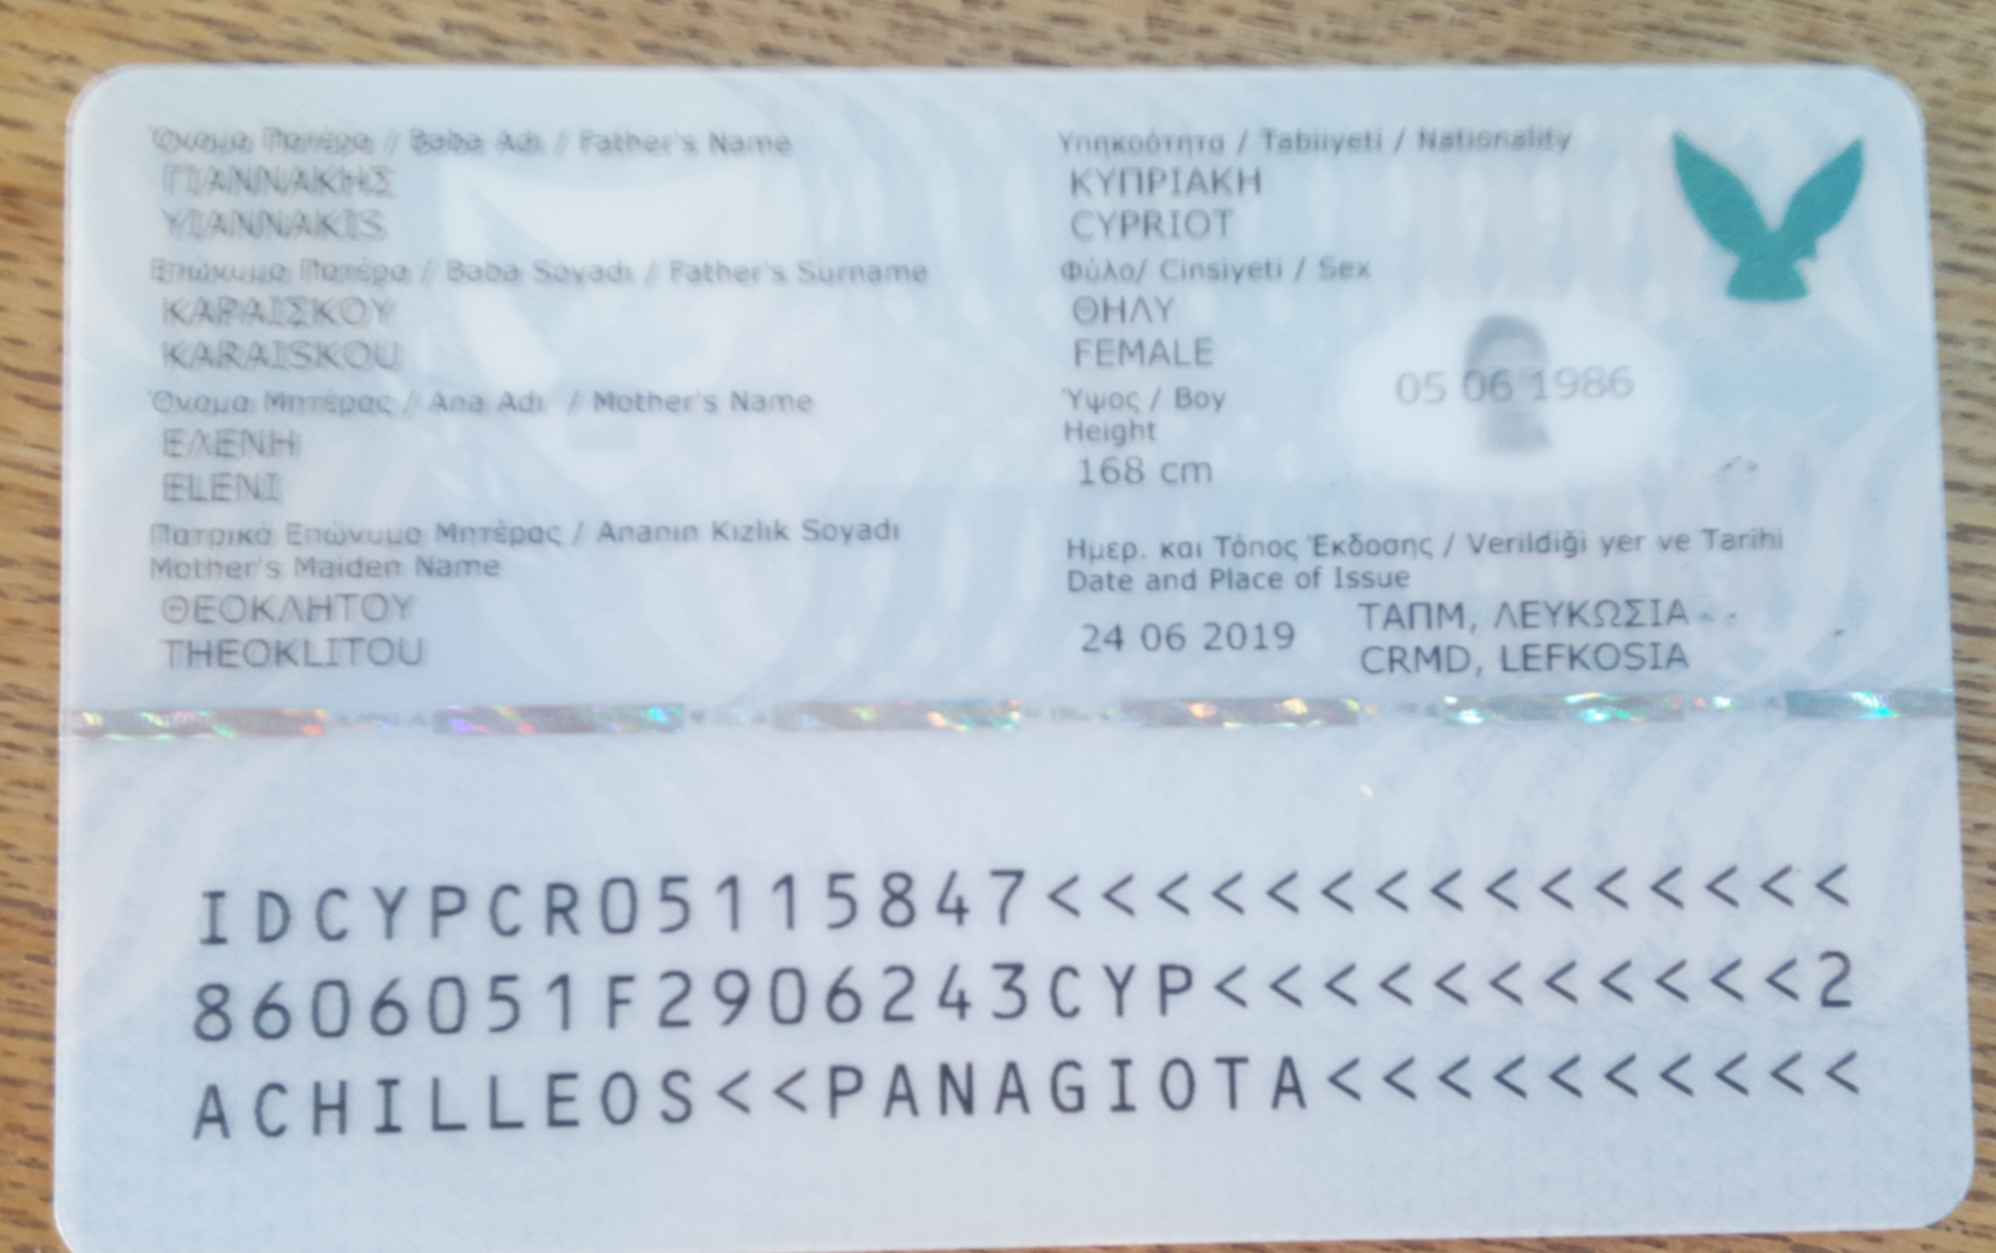 Όνομα Πατέρα / Baba Adı / Father's Name
ΓΙΑΝΝΑΚΗΣ
YIANNAKIS
Επώνυμο Πατέρα / Baba Soyadı / Father's Surname
ΚΑΡΑΙΣΚΟΥ
KARAISKOU
Όνομα Μητέρας / Ana Adı / Mother's Name
ΕΛΕΝΗ
ELENI
Πατρικό Επώνυμο Μητέρας / Ananın Kızlık Soyadı
Mother's Maiden Name
ΘΕΟΚΛΗΤΟΥ
THEOKLITOU
Υπηκοότητα / Tabiiyeti / Nationality
ΚΥΠΡΙΑΚΗ
CYPRIOT
Φύλο/ Cinsiyeti / Sex
ΘΗΛΥ
FEMALE
Ύψος / Boy
Height
168 cm
05 06 1986
Ημερ. και Τόπος Έκδοσης / Verildiği yer ve Tarihi
Date and Place of Issue
24 06 2019
ΤΑΠΜ, ΛΕΥΚΩΣΙΑ
CRMD, LEFKOSIA
IDCYPCR05115847<<<<<<<<<<<<<<<
8606051F2906243CYP<<<<<<<<<<<2
ACHILLEOS<<PANAGIOTA<<<<<<<<<<